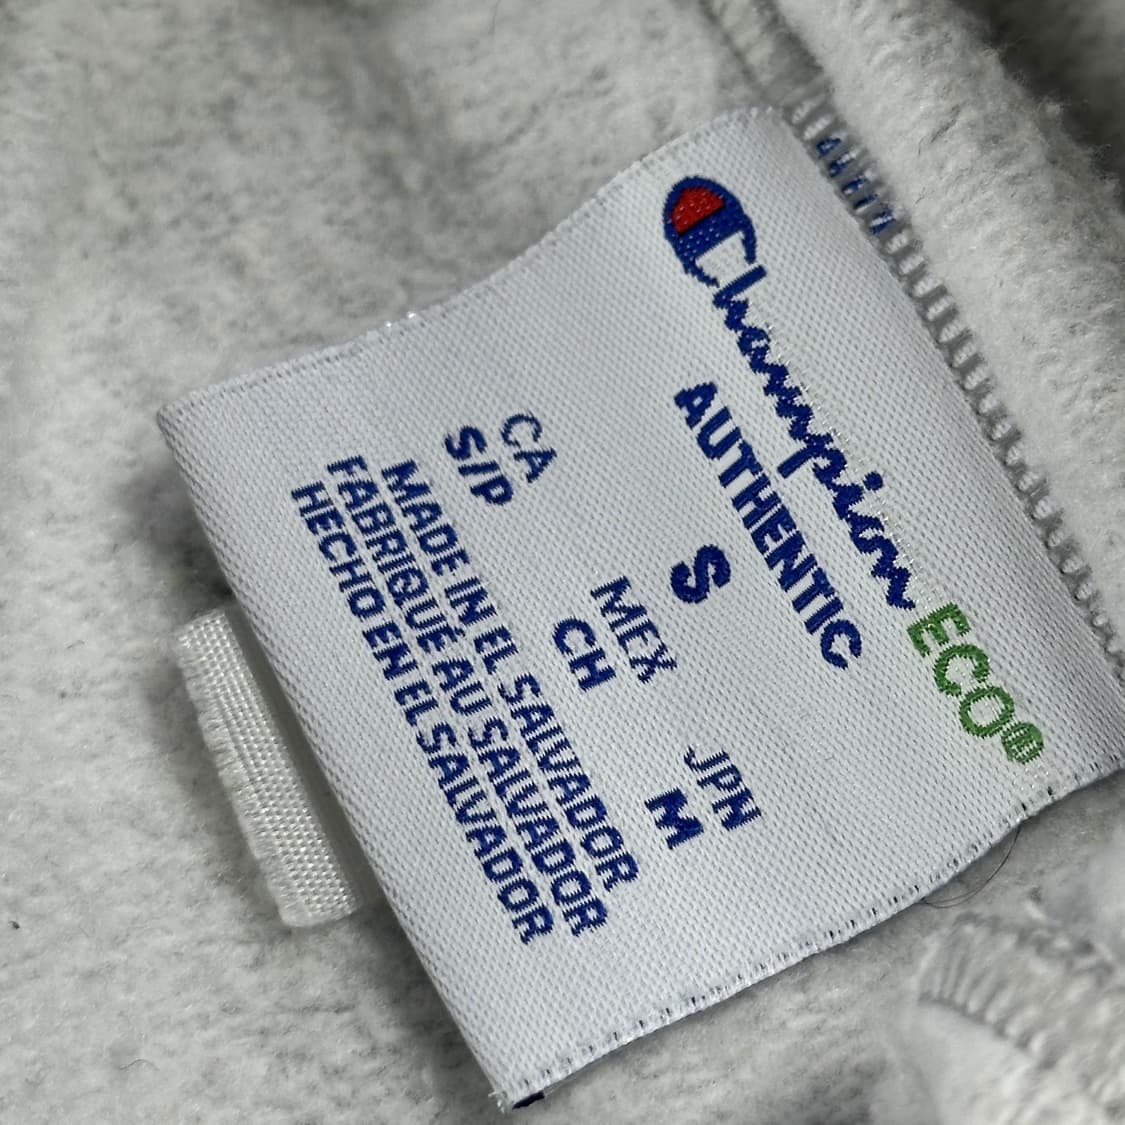 Champion ECO®
AUTHENTIC
S
CA MEX JPN
S/P CH M
MADE IN EL SALVADOR
FABRIQUÉ AU SALVADOR
HECHO EN EL SALVADOR